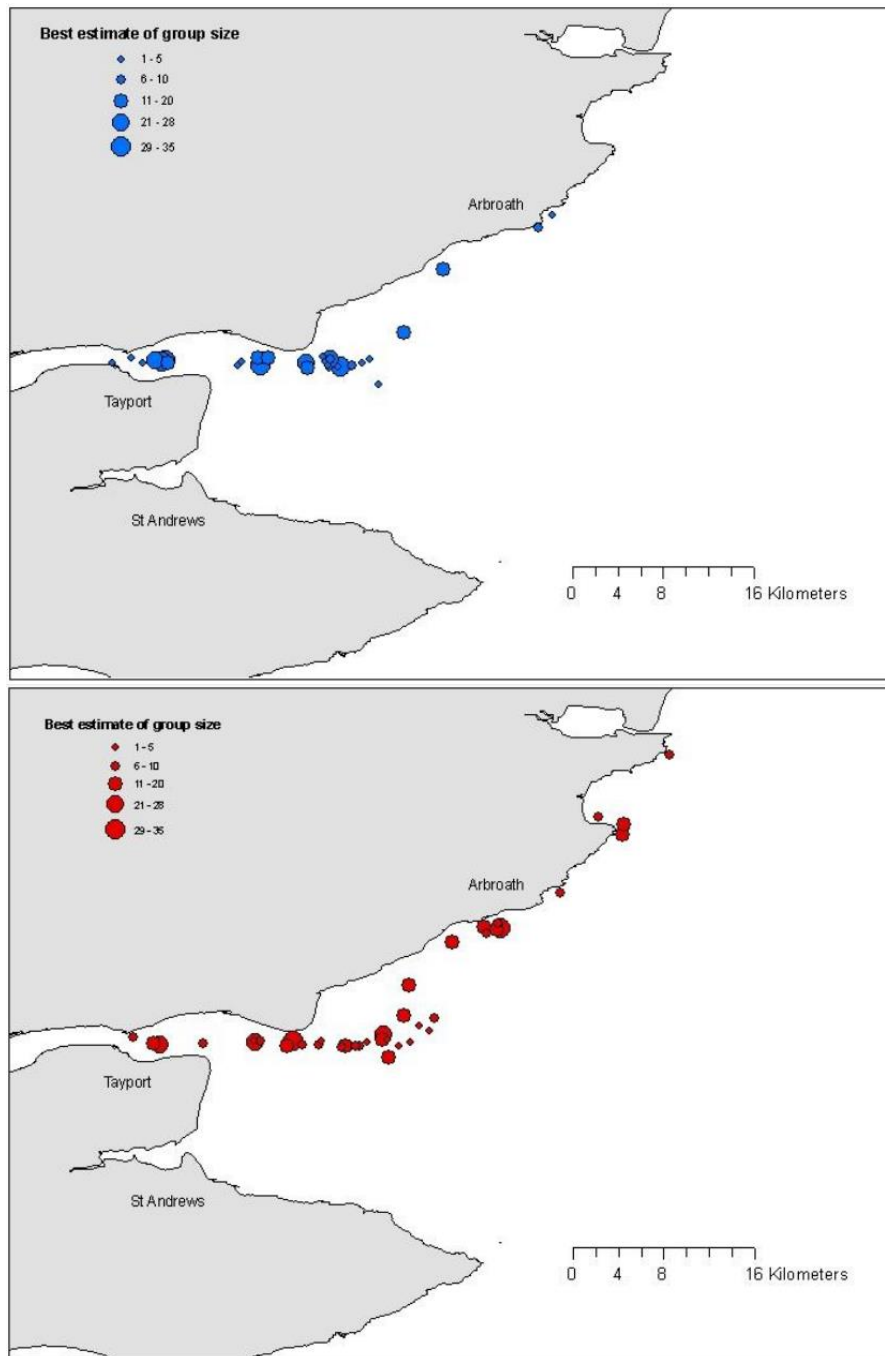 Best estimate of group size
1 - 5
6 - 10
11 - 20
21 - 28
29 - 35
Arbroath
Tayport
St Andrews
0 4 8 16 Kilometers
Best estimate of group size
1 - 5
6 - 10
11 - 20
21 - 28
29 - 35
Arbroath
Tayport
St Andrews
0 4 8 16 Kilometers